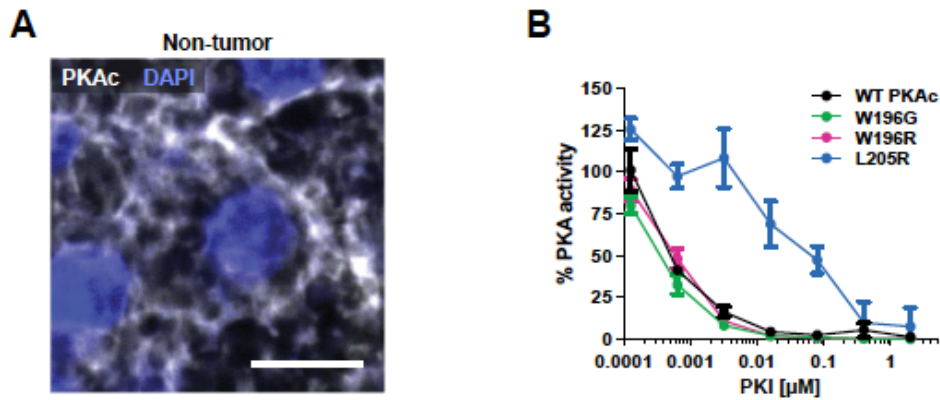 A
Non-tumor
PKAc DAPI
B
% PKA activity
150
125
100
75
50
25
0
0.0001 0.001 0.01 0.1 1
PKI [µM]
WT PKAc
W196G
W196R
L205R